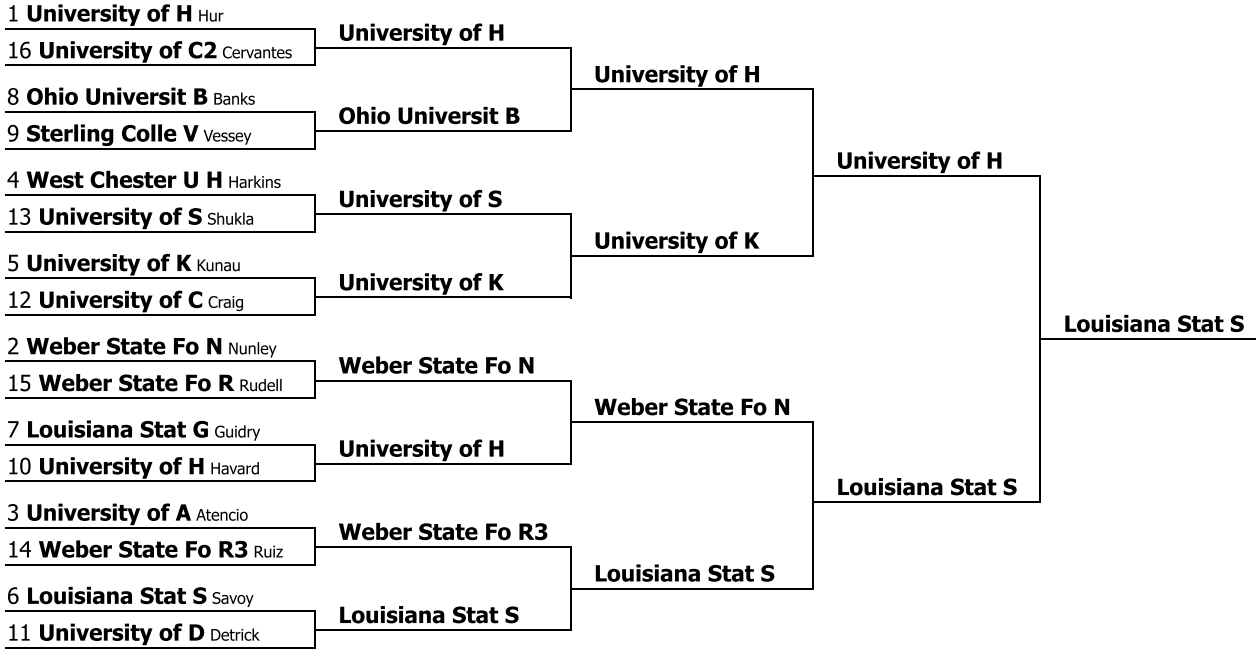 1 University of H Hur
16 University of C2 Cervantes
8 Ohio Universit B Banks
9 Sterling Colle V Vessey
4 West Chester U H Harkins
13 University of S Shukla
5 University of K Kunau
12 University of C Craig
2 Weber State Fo N Nunley
15 Weber State Fo R Rudell
7 Louisiana Stat G Guidry
10 University of H Havard
3 University of A Atencio
14 Weber State Fo R3 Ruiz
6 Louisiana Stat S Savoy
11 University of D Detrick
University of H
Ohio Universit B
University of S
University of K
Weber State Fo N
University of H
Weber State Fo R3
Louisiana Stat S
University of H
University of K
Weber State Fo N
Louisiana Stat S
University of H
Louisiana Stat S
Louisiana Stat S